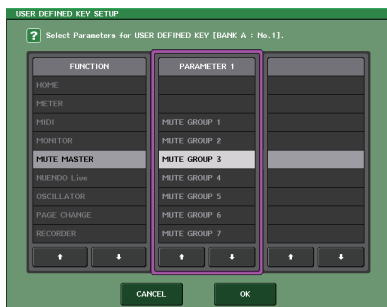 USER DEFINED KEY SETUP
? Select Parameters for USER DEFINED KEY [BANK A : No.1].
FUNCTION
HOME
METER
MIDI
MONITOR
MUTE MASTER
NUENDO Live
OSCILLATOR
PAGE CHANGE
RECORDER
PARAMETER 1
MUTE GROUP 1
MUTE GROUP 2
MUTE GROUP 3
MUTE GROUP 4
MUTE GROUP 5
MUTE GROUP 6
MUTE GROUP 7
CANCEL
OK